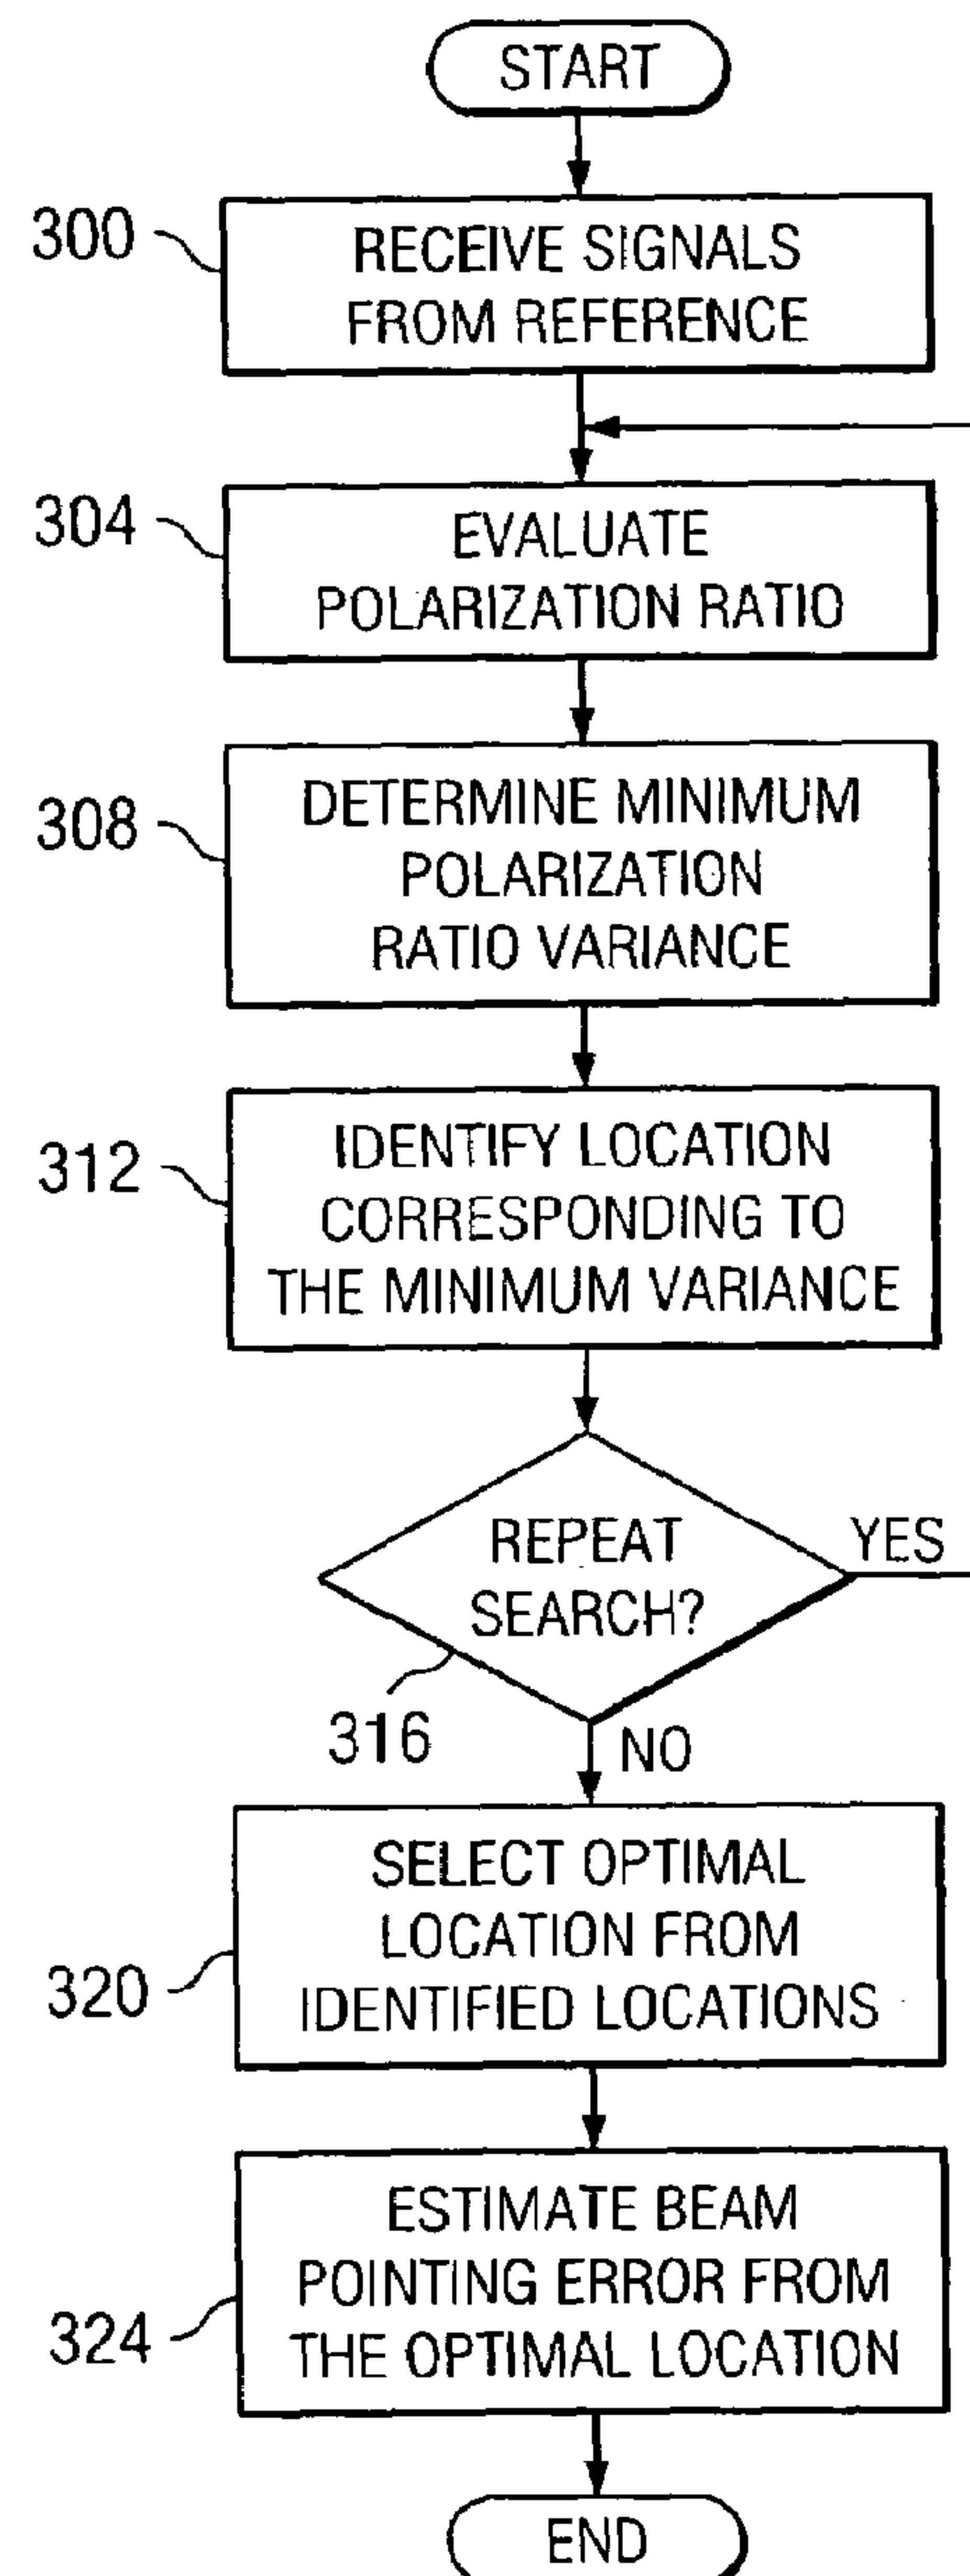 START
300
RECEIVE SIGNALS
FROM REFERENCE
304
EVALUATE
POLARIZATION RATIO
308
DETERMINE MINIMUM
POLARIZATION
RATIO VARIANCE
312
IDENTIFY LOCATION
CORRESPONDING TO
THE MINIMUM VARIANCE
REPEAT
SEARCH?
YES
316
NO
320
SELECT OPTIMAL
LOCATION FROM
IDENTIFIED LOCATIONS
324
ESTIMATE BEAM
POINTING ERROR FROM
THE OPTIMAL LOCATION
END